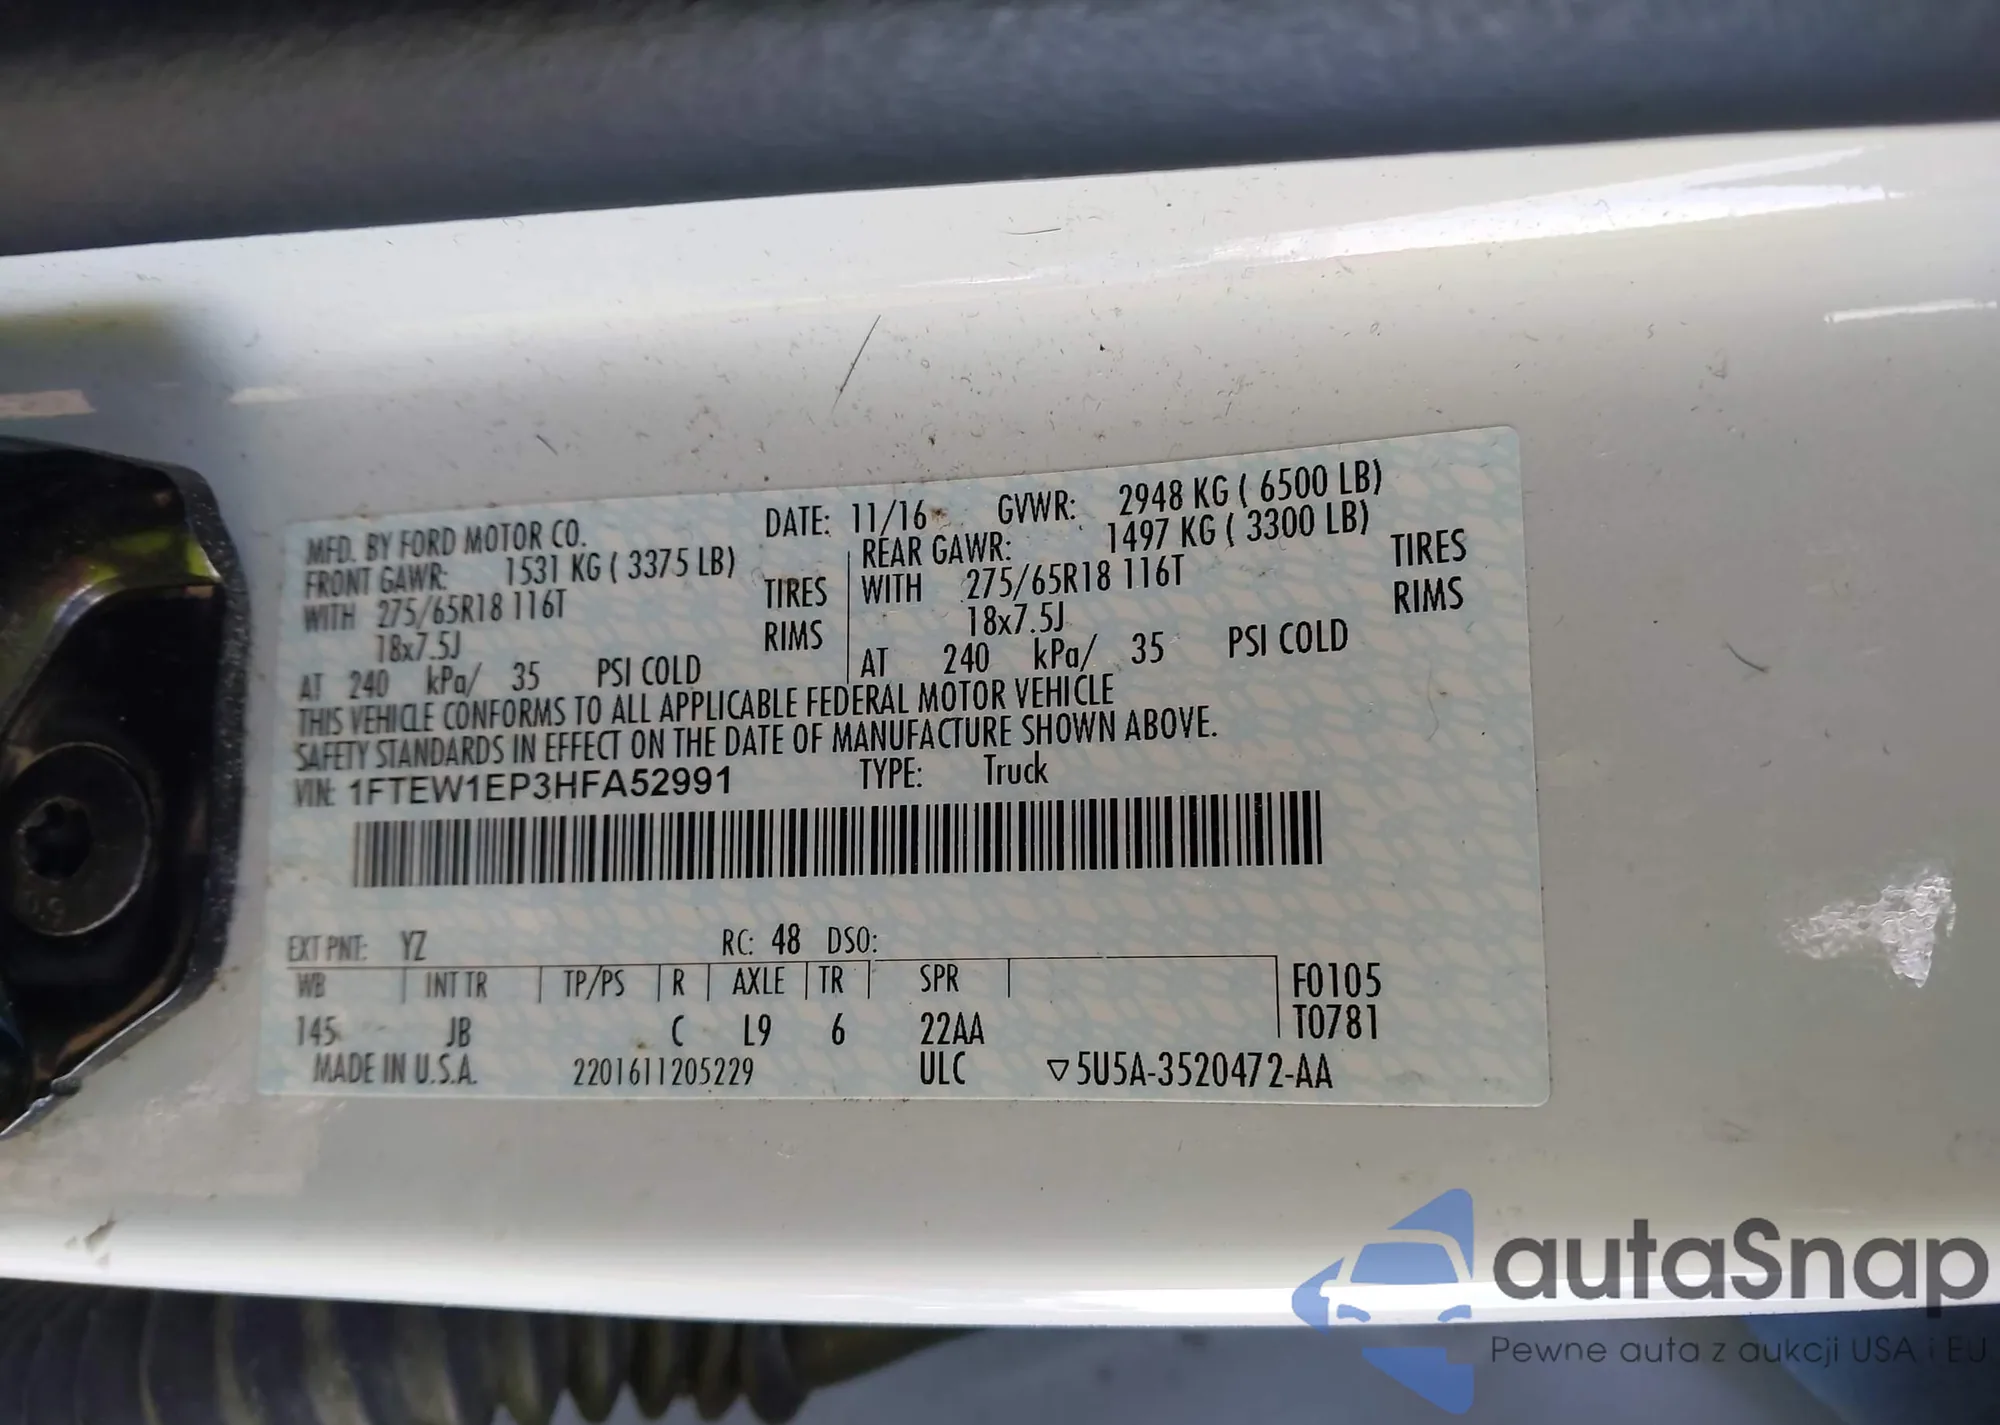 MFD. BY FORD MOTOR CO. DATE: 11/16 GVWR: 2948 KG ( 6500 LB)
FRONT GAWR: 1531 KG ( 3375 LB) REAR GAWR: 1497 KG ( 3300 LB)
WITH 275/65R18 116T TIRES WITH 275/65R18 116T TIRES
18x7.5J RIMS 18x7.5J RIMS
AT 240 kPa/ 35 PSI COLD AT 240 kPa/ 35 PSI COLD
THIS VEHICLE CONFORMS TO ALL APPLICABLE FEDERAL MOTOR VEHICLE
SAFETY STANDARDS IN EFFECT ON THE DATE OF MANUFACTURE SHOWN ABOVE.
VIN: 1FTEW1EP3HFA52991 TYPE: Truck
EXT PNT: YZ RC: 48 DSO:
WB INT TR TP/PS R AXLE TR SPR F0105
145 JB C L9 6 22AA T0781
MADE IN U.S.A. 2201611205229 ULC ▽5U5A-3520472-AA
autaSnap
Pewne auta z aukcji USA i EU